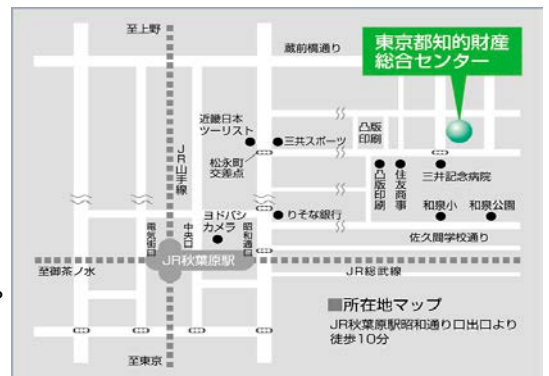 至上野
蔵前橋通り
東京都知的財産
総合センター
近畿日本
ツーリスト
三共スポーツ
凸版
印刷
JR山手線
松永町
交差点
凸版印刷
住友商事
三井記念病院
ヨドバシ
カメラ
りそな銀行
和泉小
和泉公園
電気街口
中央口
昭和通口
佐久間学校通り
JR秋葉原駅
至御茶ノ水
JR総武線
■所在地マップ
JR秋葉原駅昭和通り口出口より
徒歩10分
至東京